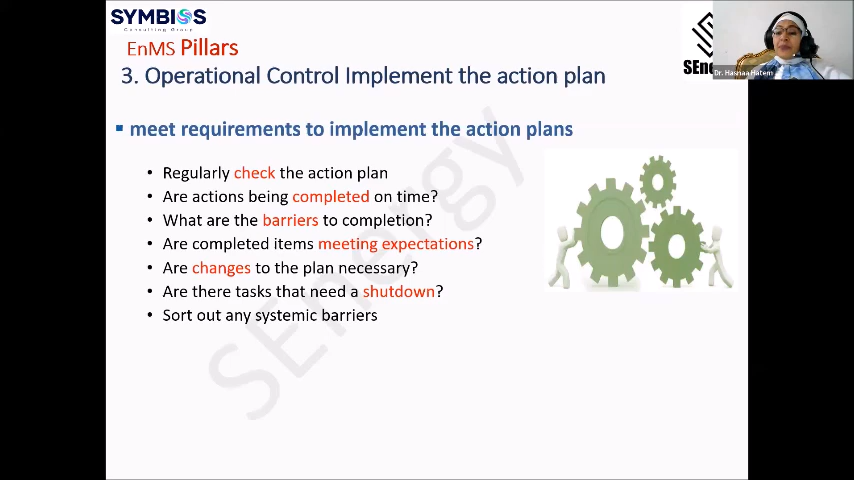 SYMBIOS
Consulting Group
EnMS Pillars
3. Operational Control Implement the action plan
Dr. Hasnaa Hatem
▪ meet requirements to implement the action plans
• Regularly check the action plan
• Are actions being completed on time?
• What are the barriers to completion?
• Are completed items meeting expectations?
• Are changes to the plan necessary?
• Are there tasks that need a shutdown?
• Sort out any systemic barriers
SEnergy